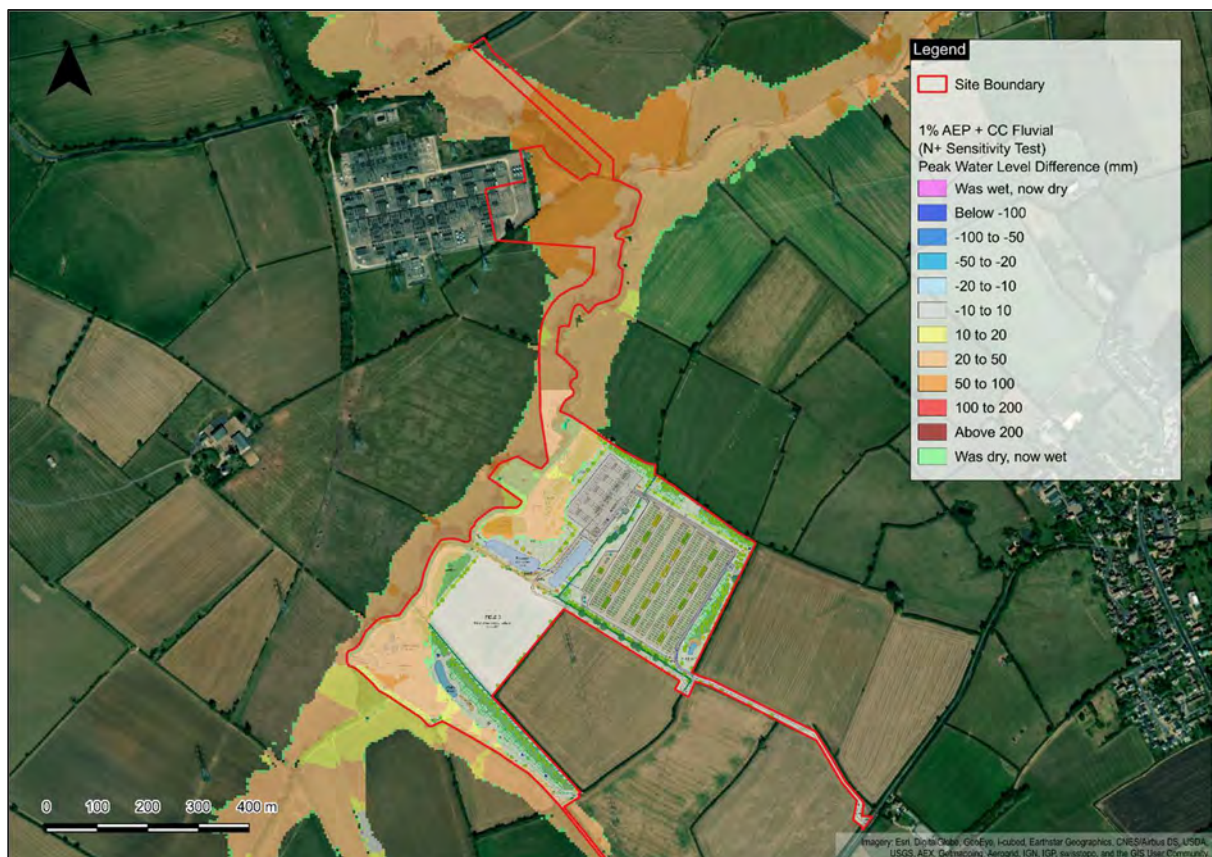 Legend
Site Boundary
1% AEP + CC Fluvial
(N+ Sensitivity Test)
Peak Water Level Difference (mm)
Was wet, now dry
Below -100
-100 to -50
-50 to -20
-20 to -10
-10 to 10
10 to 20
20 to 50
50 to 100
100 to 200
Above 200
Was dry, now wet
0 100 200 300 400 m
Imagery: Esri, DigitalGlobe, GeoEye, i-cubed, Earthstar Geographics, CNES/Airbus DS, USDA,
USGS, AEX, Getmapping, Aerogrid, IGN, IGP, swisstopo, and the GIS User Community